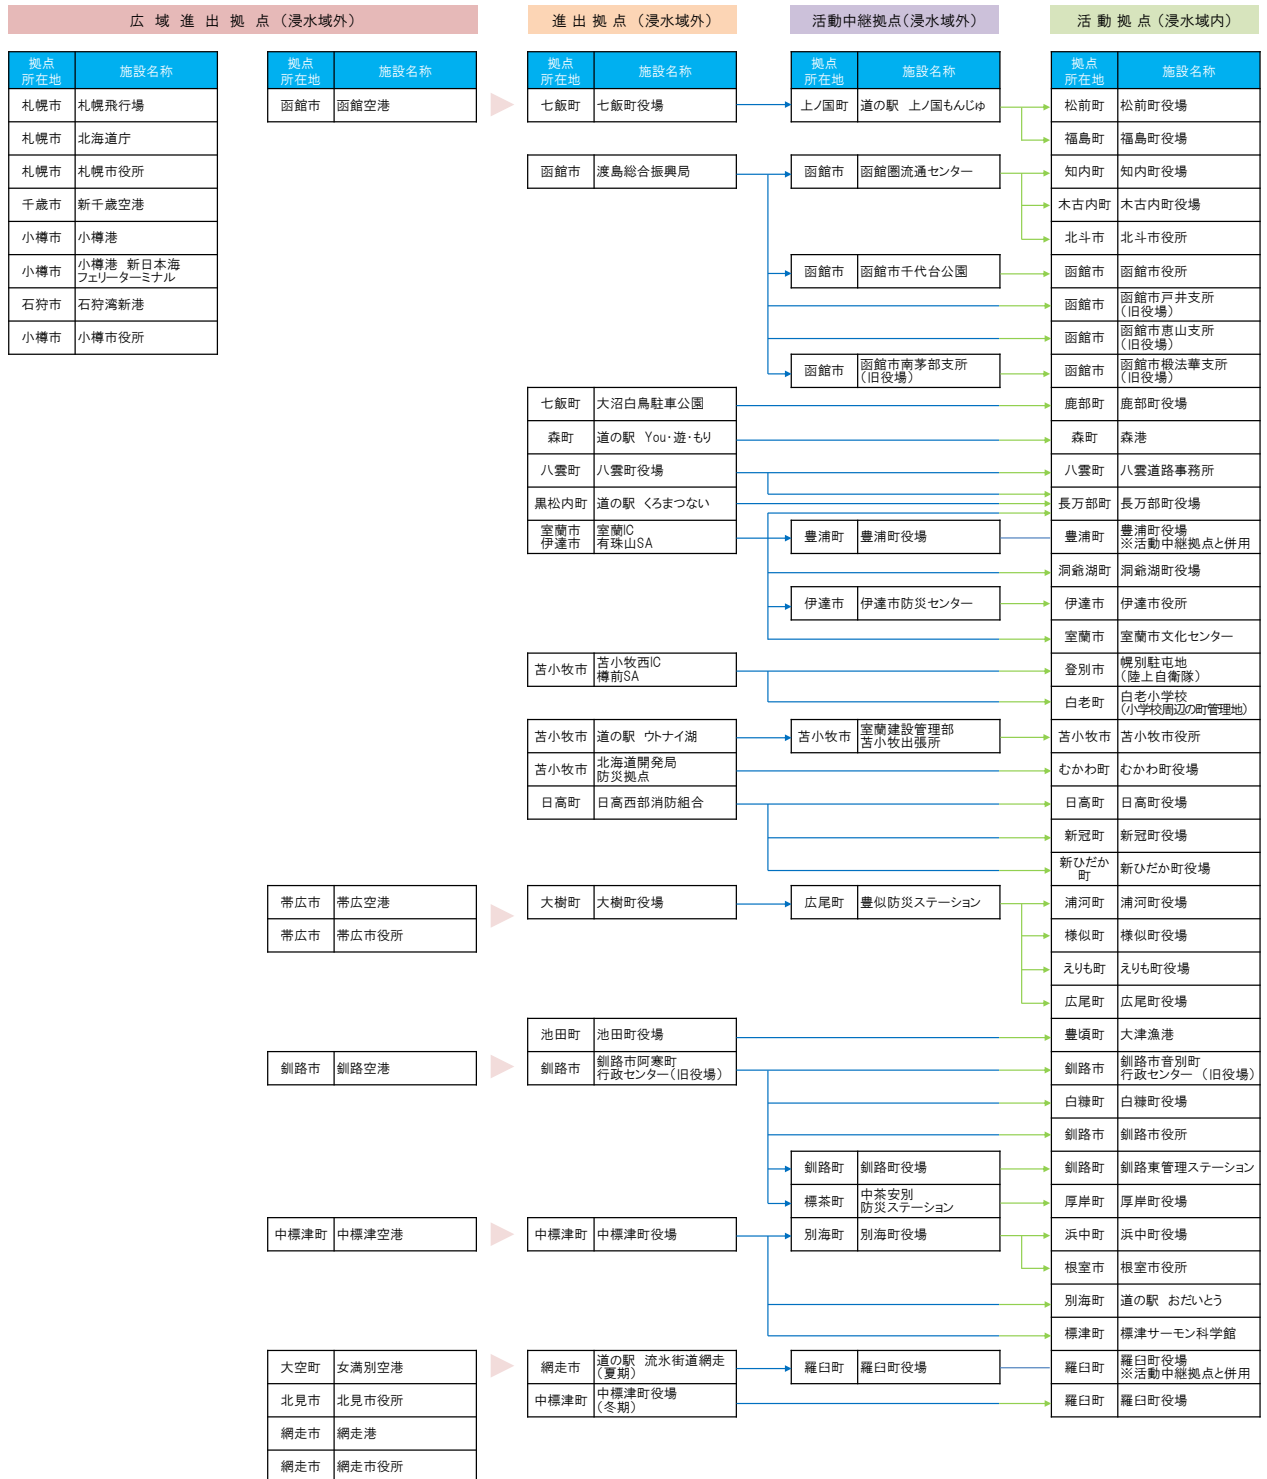 広 域 進 出 拠 点 （浸水域外）
進 出 拠 点 （浸水域外）
活動中継拠点（浸水域外）
活 動 拠 点 （浸水域内）
拠点
所在地
施設名称
札幌市 札幌飛行場
札幌市 北海道庁
札幌市 札幌市役所
千歳市 新千歳空港
小樽市 小樽港
小樽市 小樽港 新日本海
フェリーターミナル
石狩市 石狩湾新港
小樽市 小樽市役所
拠点
所在地
施設名称
函館市 函館空港
帯広市 帯広空港
帯広市 帯広市役所
釧路市 釧路空港
中標津町 中標津空港
大空町 女満別空港
北見市 北見市役所
網走市 網走港
網走市 網走市役所
拠点
所在地
施設名称
七飯町 七飯町役場
函館市 渡島総合振興局
七飯町 大沼白鳥駐車公園
森町 道の駅 You・遊・もり
八雲町 八雲町役場
黒松内町 道の駅 くろまつない
室蘭市
伊達市
室蘭IC
有珠山SA
苫小牧市 苫小牧西IC
樽前SA
苫小牧市 道の駅 ウトナイ湖
苫小牧市 北海道開発局
防災拠点
日高町 日高西部消防組合
大樹町 大樹町役場
池田町 池田町役場
釧路市 釧路市阿寒町
行政センター（旧役場）
中標津町 中標津町役場
網走市 道の駅 流氷街道網走
（夏期）
中標津町 中標津町役場
（冬期）
拠点
所在地
施設名称
上ノ国町 道の駅 上ノ国もんじゅ
函館市 函館圏流通センター
函館市 函館市千代台公園
函館市 函館市南茅部支所
（旧役場）
豊浦町 豊浦町役場
伊達市 伊達市防災センター
苫小牧市 室蘭建設管理部
苫小牧出張所
広尾町 豊似防災ステーション
釧路町 釧路町役場
標茶町 中茶安別
防災ステーション
別海町 別海町役場
羅臼町 羅臼町役場
拠点
所在地
施設名称
松前町 松前町役場
福島町 福島町役場
知内町 知内町役場
木古内町 木古内町役場
北斗市 北斗市役所
函館市 函館市役所
函館市 函館市戸井支所
（旧役場）
函館市 函館市恵山支所
（旧役場）
函館市 函館市椴法華支所
（旧役場）
鹿部町 鹿部町役場
森町 森港
八雲町 八雲道路事務所
長万部町 長万部町役場
豊浦町 豊浦町役場
※活動中継拠点と併用
洞爺湖町 洞爺湖町役場
伊達市 伊達市役所
室蘭市 室蘭市文化センター
登別市 幌別駐屯地
（陸上自衛隊）
白老町 白老小学校
（小学校周辺の町管理地）
苫小牧市 苫小牧市役所
むかわ町 むかわ町役場
日高町 日高町役場
新冠町 新冠町役場
新ひだか
町
新ひだか町役場
浦河町 浦河町役場
様似町 様似町役場
えりも町 えりも町役場
広尾町 広尾町役場
豊頃町 大津漁港
釧路市 釧路市音別町
行政センター （旧役場）
白糠町 白糠町役場
釧路市 釧路市役所
釧路町 釧路東管理ステーション
厚岸町 厚岸町役場
浜中町 浜中町役場
根室市 根室市役所
別海町 道の駅 おだいとう
標津町 標津サーモン科学館
羅臼町 羅臼町役場
※活動中継拠点と併用
羅臼町 羅臼町役場